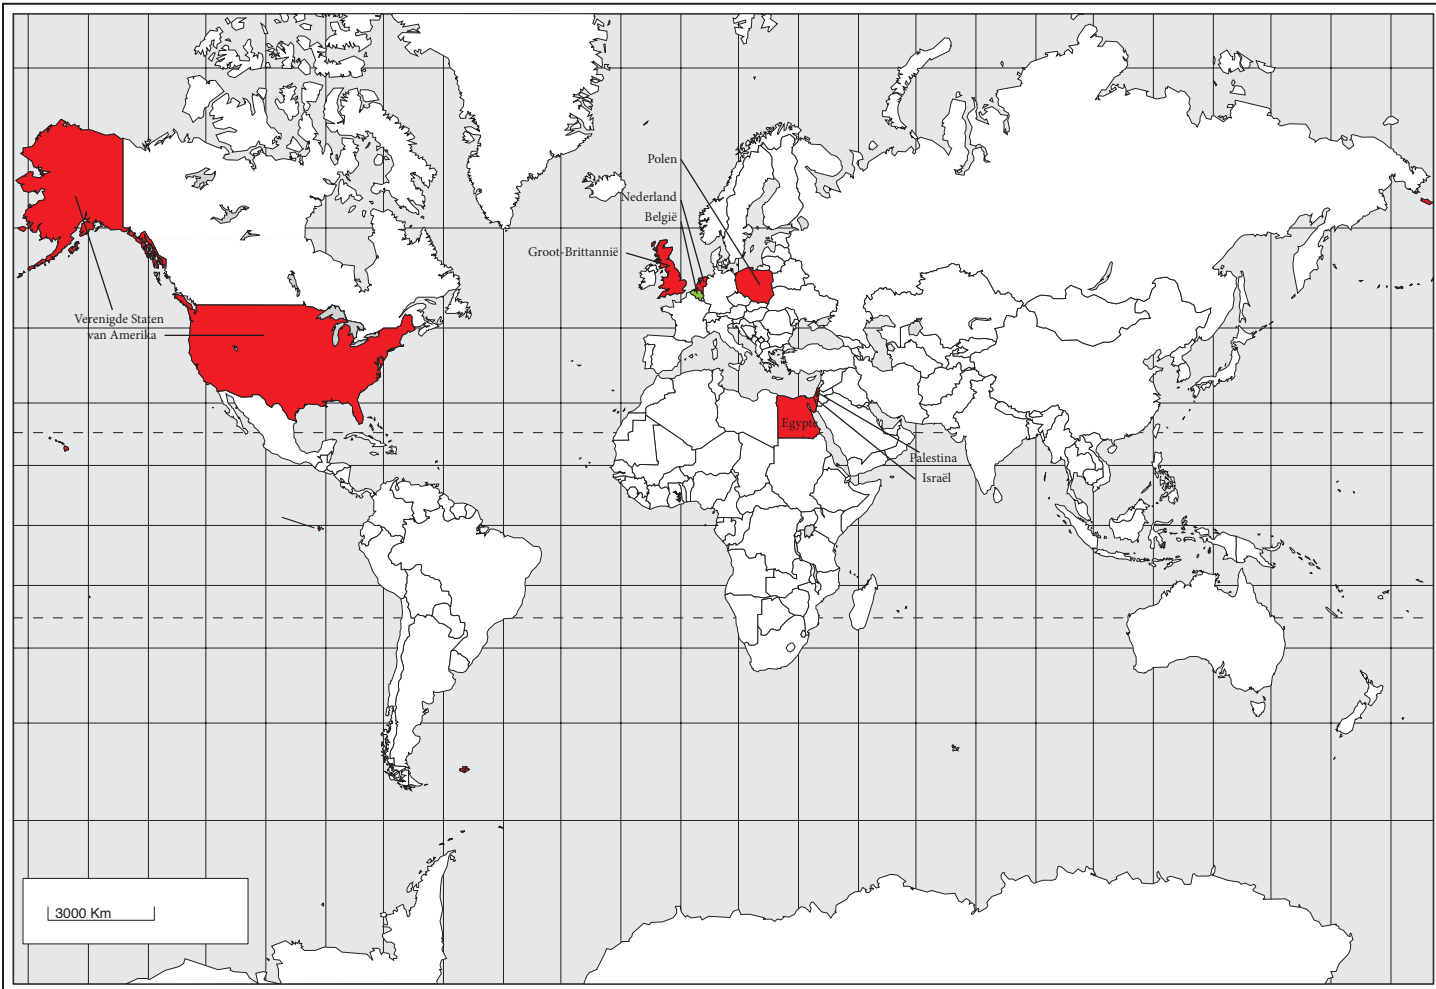 Polen
Nederland
België
Groot-Brittannië
Verenigde Staten
van Amerika
Egypte
Palestina
Israël
3000 Km